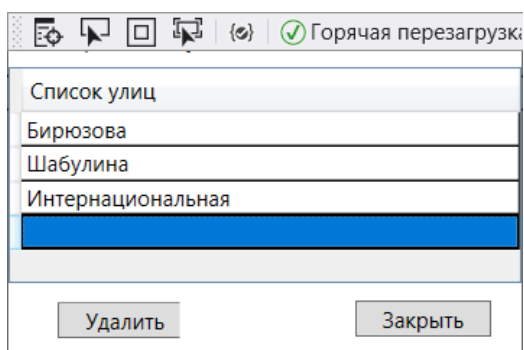 Горячая перезагрузка
Список улиц
Бирюзова
Шабулина
Интернациональная
Удалить
Закрыть